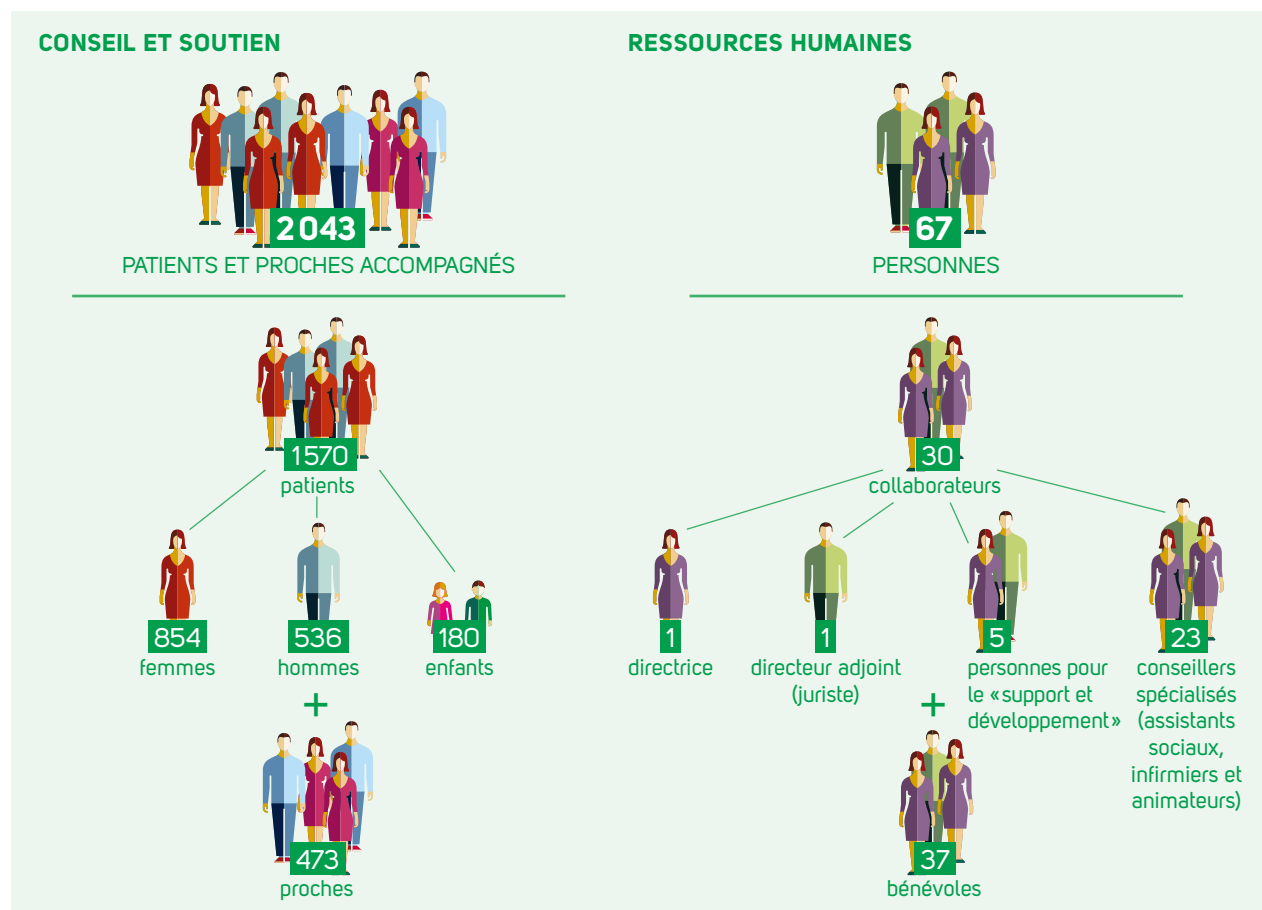 CONSEIL ET SOUTIEN
2043
PATIENTS ET PROCHES ACCOMPAGNÉS
1570
patients
854
femmes
536
hommes
180
enfants
+
473
proches
RESSOURCES HUMAINES
67
PERSONNES
30
collaborateurs
1
directrice
1
directeur adjoint
(juriste)
5
personnes pour
le «support et
développement»
23
conseillers
spécialisés
(assistants
sociaux,
infirmiers et
animateurs)
+
37
bénévoles